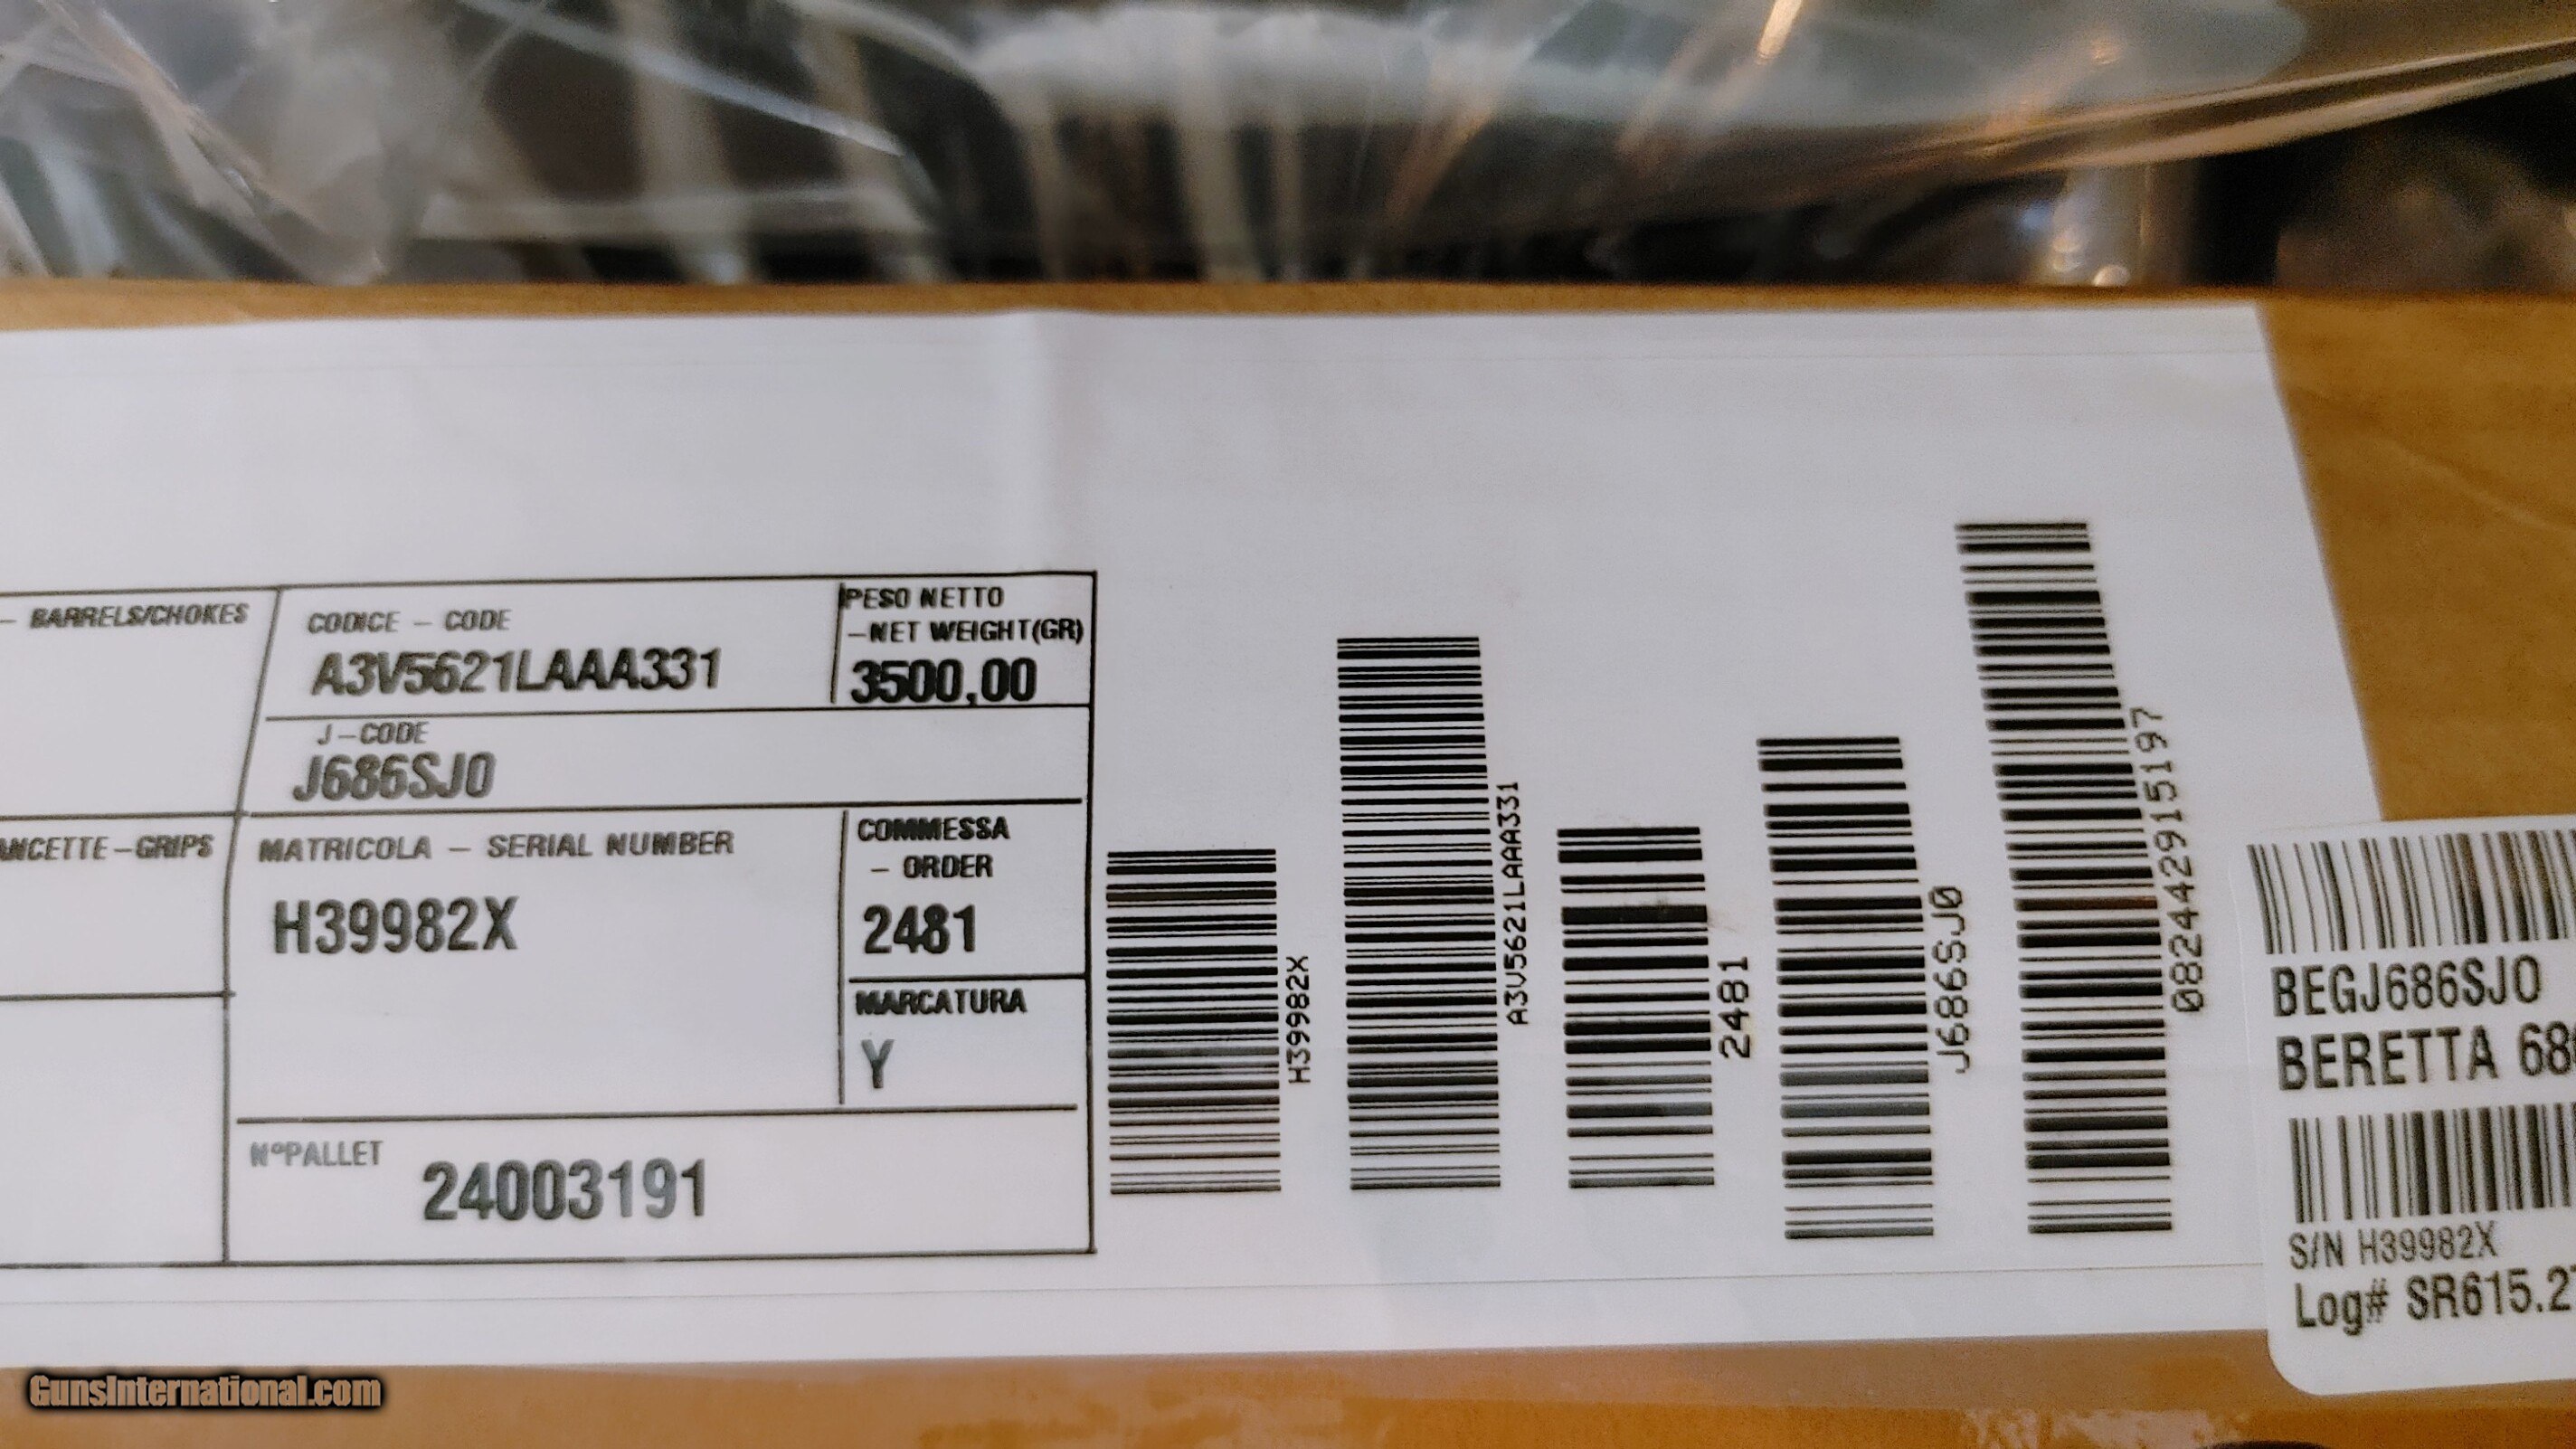 – BARRELS/CHOKES
CODICE – CODE
A3V5621LAAA331
PESO NETTO
–NET WEIGHT(GR)
3500,00
J–CODE
J686SJ0
ANCETTE–GRIPS
MATRICOLA – SERIAL NUMBER
H39982X
COMMESSA
– ORDER
2481
MARCATURA
Y
N°PALLET
24003191
H39982X
A3V5621LAAA331
2481
J686SJ0
082442915197
BEGJ686SJ0
BERETTA 68
S/N H39982X
Log# SR615.2
GunsInternational.com